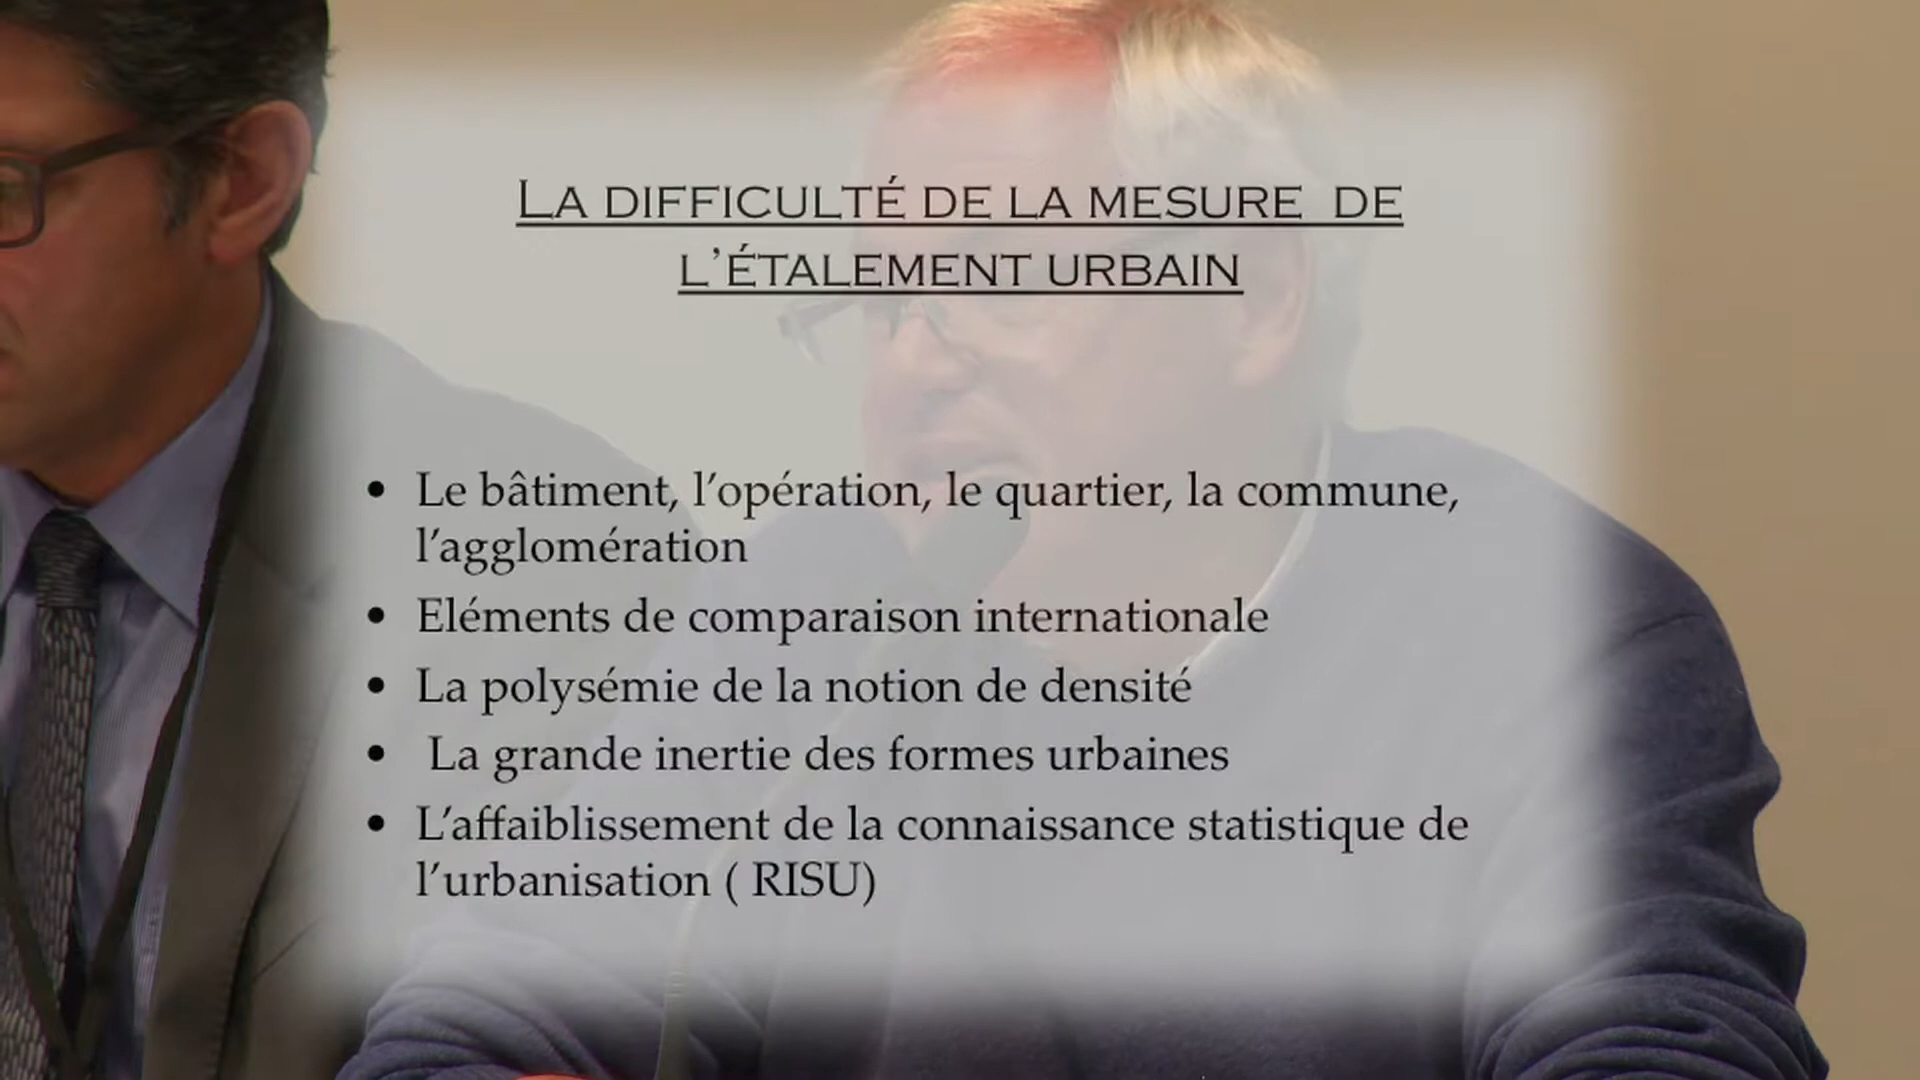 LA DIFFICULTÉ DE LA MESURE DE
L'ÉTALEMENT URBAIN
• Le bâtiment, l'opération, le quartier, la commune,
l'agglomération
• Eléments de comparaison internationale
• La polysémie de la notion de densité
• La grande inertie des formes urbaines
• L'affaiblissement de la connaissance statistique de
l'urbanisation ( RISU)